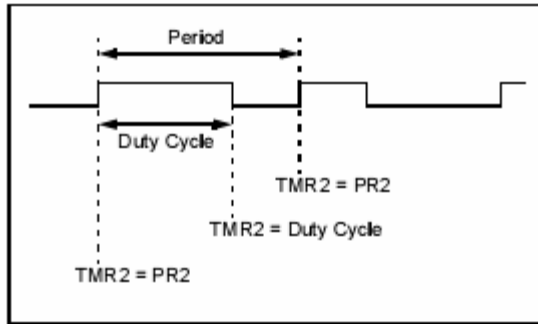 Period
Duty Cycle
TMR2 = PR2
TMR2 = Duty Cycle
TMR2 = PR2